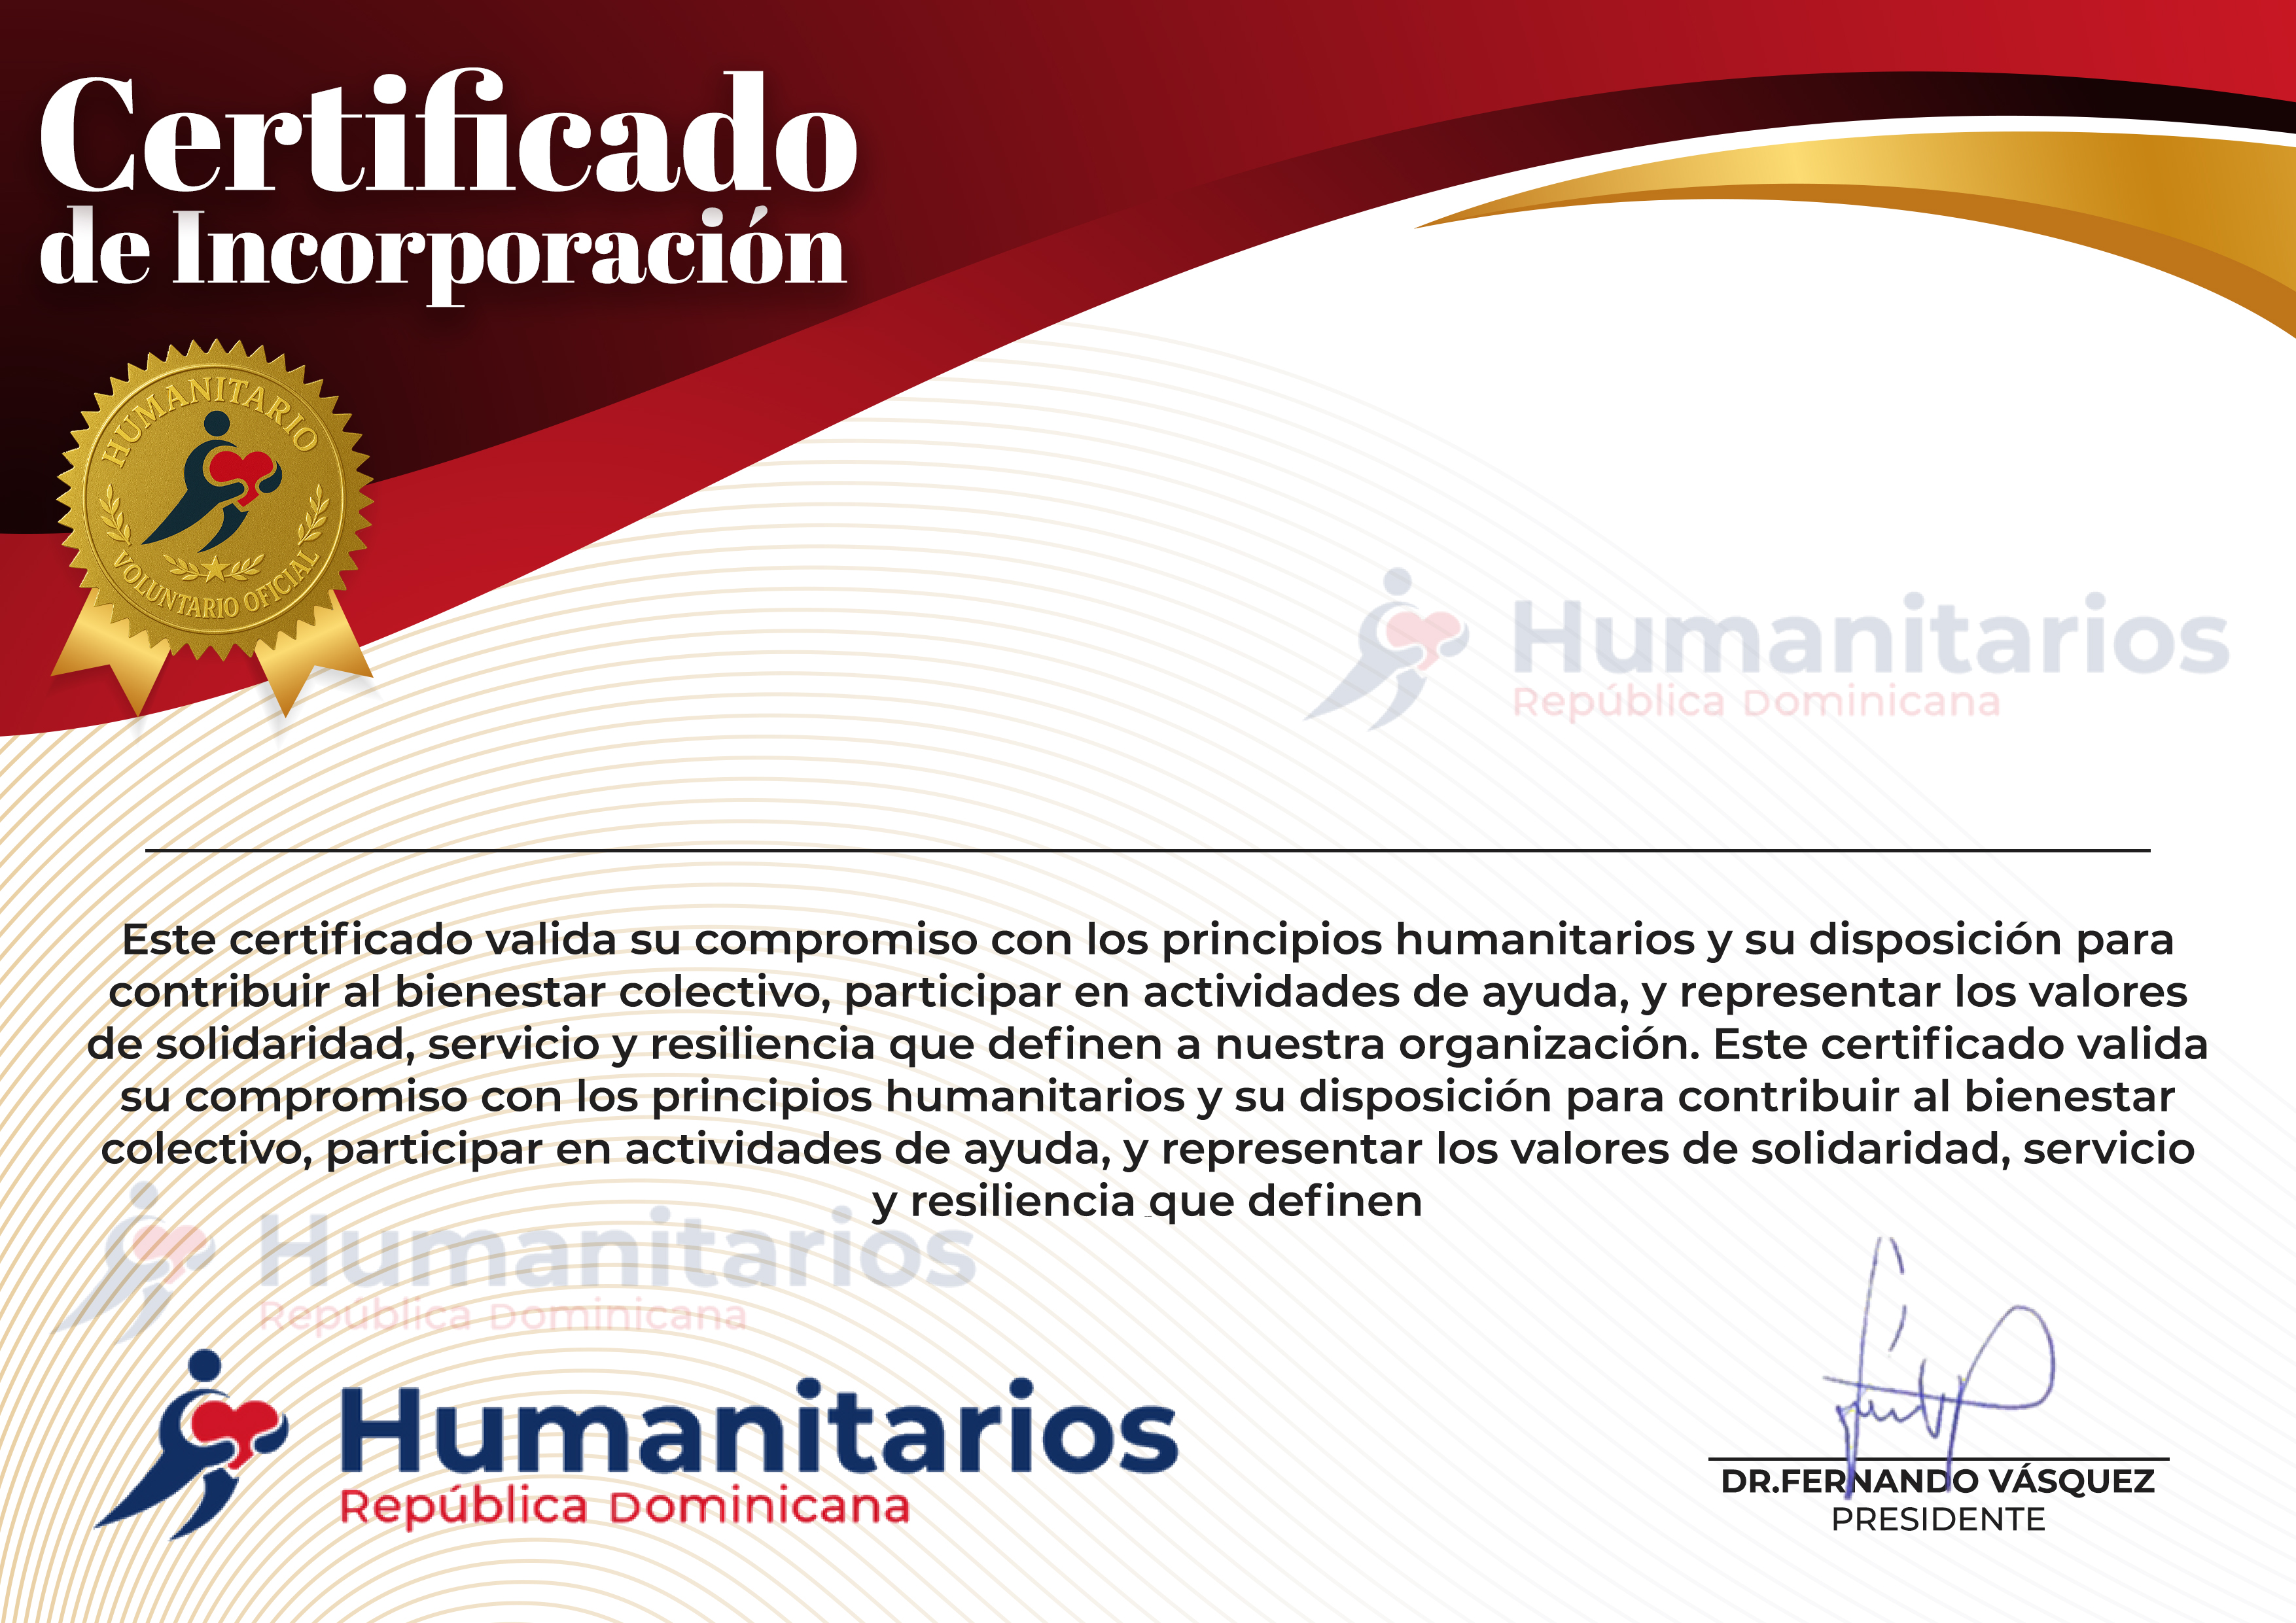 Certificado
de Incorporación
HUMANITARIO
VOLUNTARIO OFICIAL
Humanitarios
República Dominicana
Este certificado valida su compromiso con los principios humanitarios y su disposición para
contribuir al bienestar colectivo, participar en actividades de ayuda, y representar los valores
de solidaridad, servicio y resiliencia que definen a nuestra organización. Este certificado valida
su compromiso con los principios humanitarios y su disposición para contribuir al bienestar
colectivo, participar en actividades de ayuda, y representar los valores de solidaridad, servicio
y resiliencia que definen
Humanitarios
República Dominicana
Humanitarios
República Dominicana
DR.FERNANDO VÁSQUEZ
PRESIDENTE